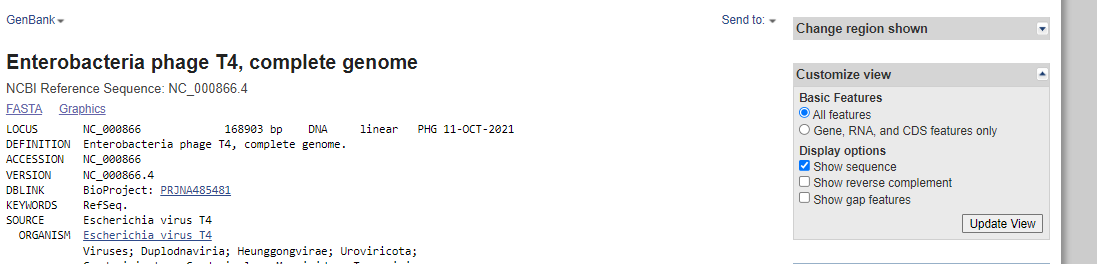 GenBank
Send to:
Change region shown
Enterobacteria phage T4, complete genome
NCBI Reference Sequence: NC_000866.4
FASTA Graphics
LOCUS NC_000866 168903 bp DNA linear PHG 11-OCT-2021
DEFINITION Enterobacteria phage T4, complete genome.
ACCESSION NC_000866
VERSION NC_000866.4
DBLINK BioProject: PRJNA485481
KEYWORDS RefSeq.
SOURCE Escherichia virus T4
ORGANISM Escherichia virus T4
Viruses; Duplodnaviria; Heunggongvirae; Uroviricota;
Customize view
Basic Features
All features
Gene, RNA, and CDS features only
Display options
Show sequence
Show reverse complement
Show gap features
Update View